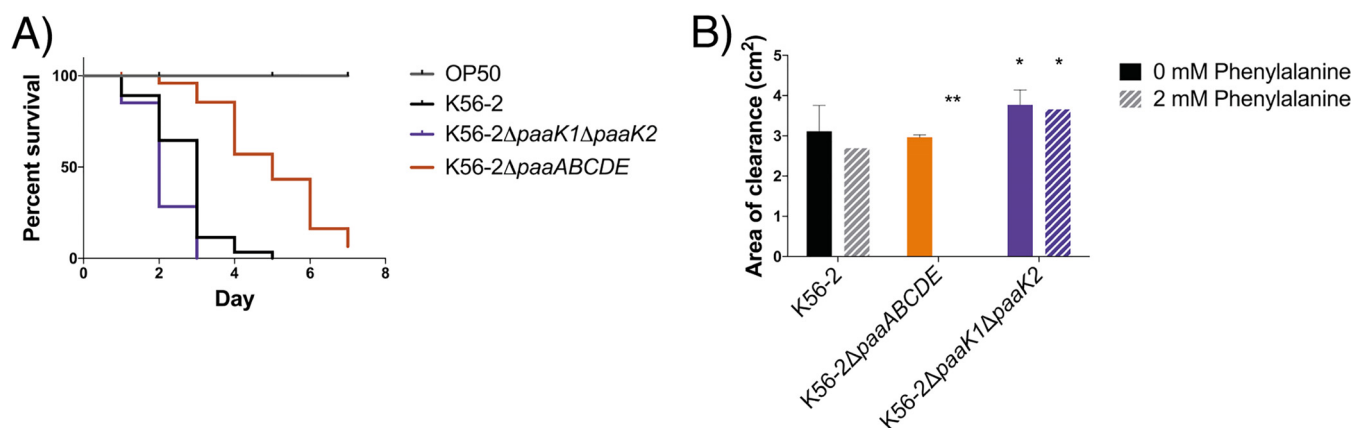 A)
Percent survival
100
50
0
0 2 4 6 8
Day
OP50
K56-2
K56-2ΔpaaK1ΔpaaK2
K56-2ΔpaaABCDE
B)
Area of clearance (cm²)
5
4
3
2
1
0
**
* *
K56-2
K56-2ΔpaaABCDE
K56-2ΔpaaK1ΔpaaK2
0 mM Phenylalanine
2 mM Phenylalanine